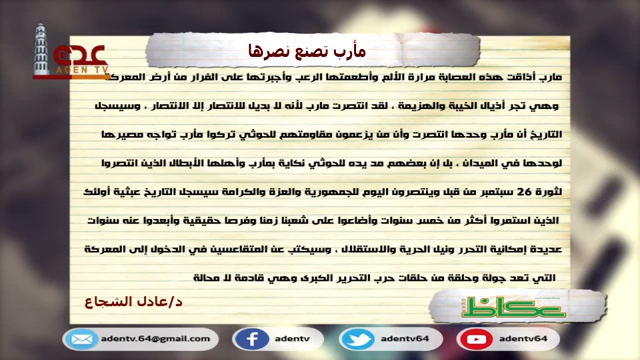 عدن
ADEN TV
مأرب تصنع نصرها
مارب أذاقت هذه العصابة مرارة الألم وأطعمتها الرعب وأجبرتها على الفرار من أرض المعركة
وهي تجر أذيال الخيبة والهزيمة ، لقد انتصرت مارب لأنه لا بديل للانتصار إلا الانتصار ، وسيسجل
التاريخ أن مأرب وحدها انتصرت وأن من يزعمون مقاومتهم للحوثي تركوا مأرب تواجه مصيرها
لوحدها في الميدان ، بل إن بعضهم مد يده للحوثي نكاية بمأرب وأهلها الأبطال الذين انتصروا
لثورة 26 سبتمبر من قبل وينتصرون اليوم للجمهورية والعزة والكرامة سيسجل التاريخ عبثية أولئك
الذين استمروا أكثر من خمس سنوات وأضاعوا على شعبنا زمنا وفرصا حقيقية وأبعدوا عنه سنوات
عديدة إمكانية التحرر ونيل الحرية والاستقلال ، وسيكتب عن المتقاعسين في الدخول إلى المعركة
التي تعد جولة وحلقة من حلقات حرب التحرير الكبرى وهي قادمة لا محالة
د/عادل الشجاع
عكاظ
adentv.64@gmail.com
adentv
adentv64
adentv64